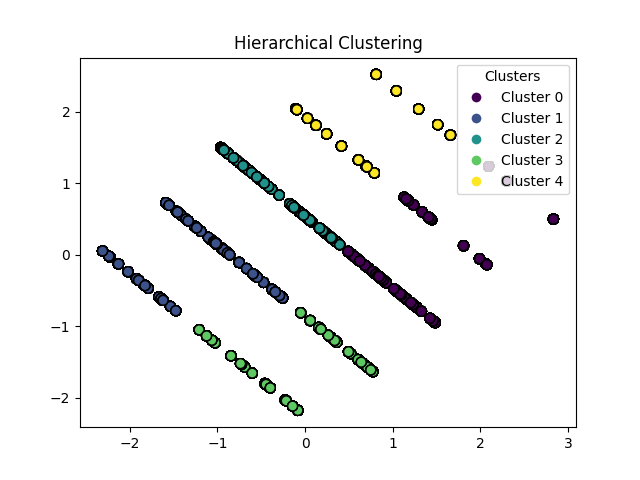 Hierarchical Clustering
Clusters
Cluster 0
Cluster 1
Cluster 2
Cluster 3
Cluster 4
2
1
0
−1
−2
−2 −1 0 1 2 3